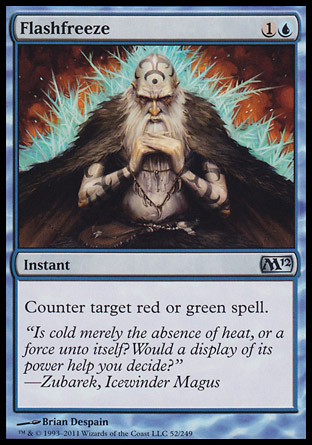 Flashfreeze 1
Instant M12
Counter target red or green spell.
“Is cold merely the absence of heat, or a
force unto itself? Would a display of its
power help you decide?”
—Zubarek, Icewinder Magus
Brian Despain
™ & © 1993–2011 Wizards of the Coast LLC 52/249